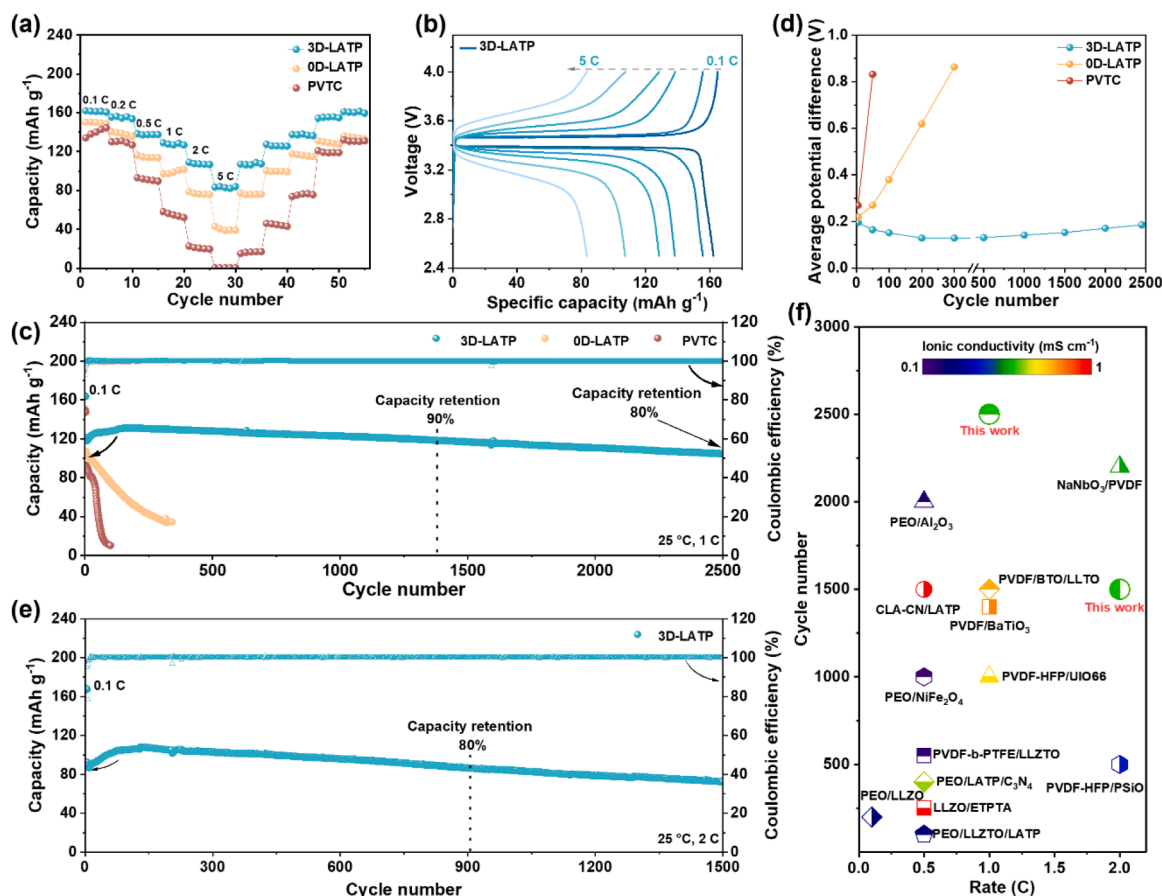 (a)
240
200
160
120
80
40
0
Capacity (mAh g⁻¹)
3D-LATP
0D-LATP
PVTC
0.1 C
0.2 C
0.5 C
1 C
2 C
5 C
0 10 20 30 40 50
Cycle number
(b)
3D-LATP
5 C
0.1 C
4.0
3.6
3.2
2.8
2.4
Voltage (V)
0 40 80 120 160
Specific capacity (mAh g⁻¹)
(d)
1.0
0.8
0.6
0.4
0.2
0.0
Average potential difference (V)
3D-LATP
0D-LATP
PVTC
0 100 200 300 500 1000 1500 2000 2500
Cycle number
(c)
240
200
160
120
80
40
0
Capacity (mAh g⁻¹)
3D-LATP 0D-LATP PVTC
0.1 C
Capacity retention
90%
Capacity retention
80%
25 °C, 1 C
120
100
80
60
40
20
0
Coulombic efficiency (%)
0 500 1000 1500 2000 2500
Cycle number
(e)
240
200
160
120
80
40
0
Capacity (mAh g⁻¹)
3D-LATP
0.1 C
Capacity retention
80%
25 °C, 2 C
120
100
80
60
40
20
0
Coulombic efficiency (%)
0 300 600 900 1200 1500
Cycle number
(f)
3000
2500
2000
1500
1000
500
Cycle number
Ionic conductivity (mS cm⁻¹)
0.1 1
This work
NaNbO₃/PVDF
PEO/Al₂O₃
PVDF/BTO/LLTO
CLA-CN/LATP
PVDF/BaTiO₃
This work
PEO/NiFe₂O₄
PVDF-HFP/UIO66
PVDF-b-PTFE/LLZTO
PEO/LATP/C₃N₄
PVDF-HFP/PSiO
PEO/LLZO
LLZO/ETPTA
PEO/LLZTO/LATP
0.0 0.5 1.0 1.5 2.0
Rate (C)